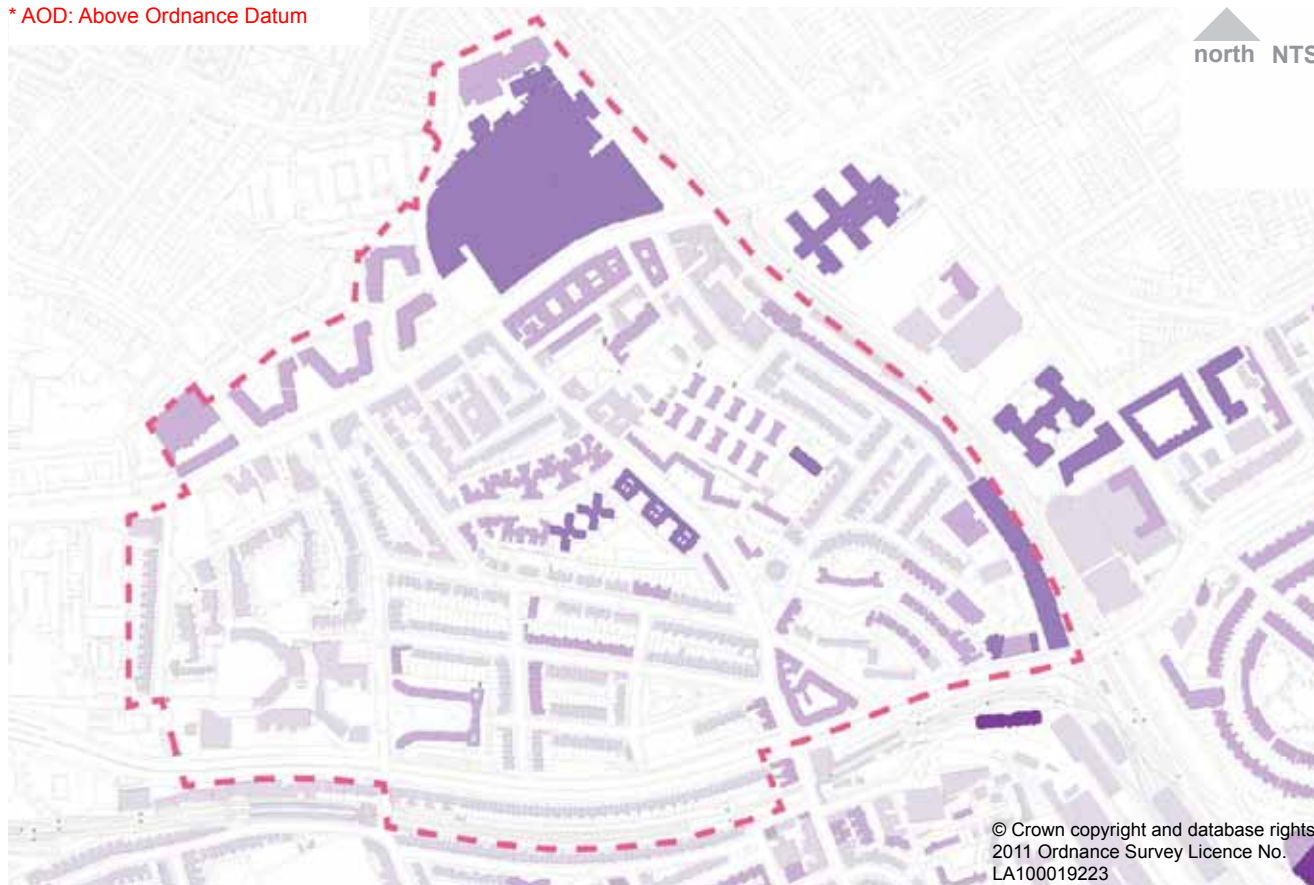 * AOD: Above Ordnance Datum
north NTS
© Crown copyright and database rights
2011 Ordnance Survey Licence No.
LA100019223